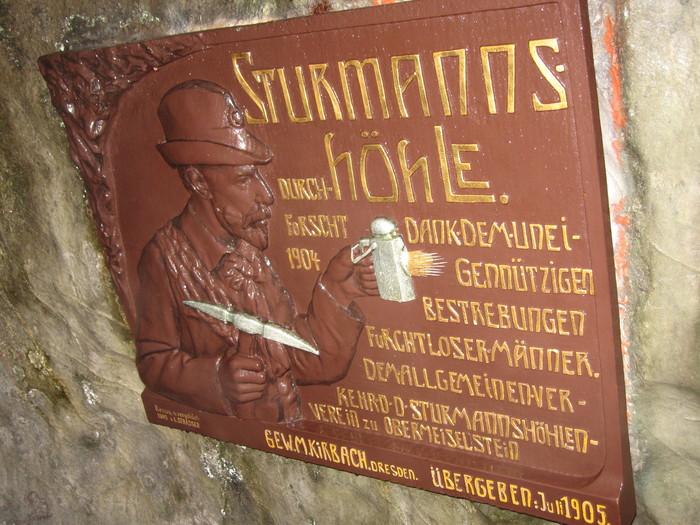 STURMANNS-
HÖHLE.
DURCH-
FORSCHT
1904
DANK·DEM·UNEI-
GENNÜTZIGEN
BESTREBUNGEN
FURCHTLOSER·MÄNNER.
DEM ALLGEMEINEN VER-
KEHR D·D·STURMANNSHÖHLEN-
VEREIN ZU OBERMEISELSTEIN
GEW. M. KIRBACH. DRESDEN. ÜBERGEBEN: Juli 1905